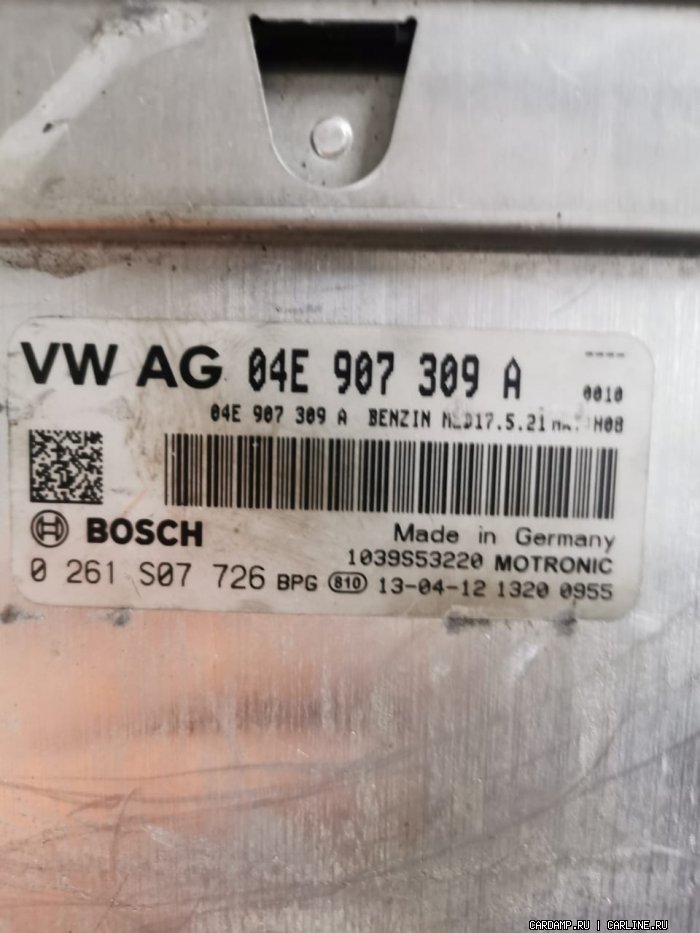 VW AG 04E 907 309 A
----
0010
04E 907 309 A BENZIN H08
BOSCH
Made in Germany
1039S53220 MOTRONIC
0 261 S07 726 BPG 810 13-04-12 1320 0955
CARDAMP.RU | CARLINE.RU